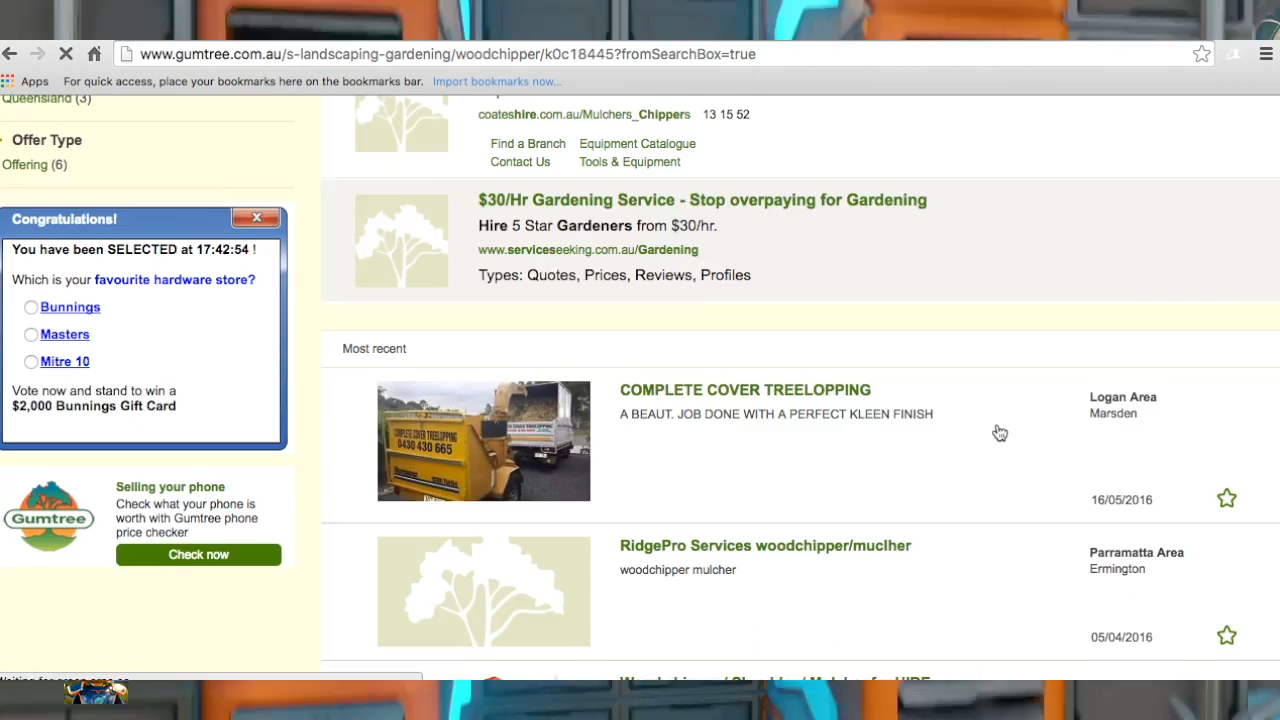 www.gumtree.com.au/s-landscaping-gardening/woodchipper/k0c18445?fromSearchBox=true
Apps For quick access, place your bookmarks here on the bookmarks bar. Import bookmarks now...
Queensland (3)
Offer Type
Offering (6)
Congratulations!
You have been SELECTED at 17:42:54 !
Which is your favourite hardware store?
Bunnings
Masters
Mitre 10
Vote now and stand to win a
$2,000 Bunnings Gift Card
Gumtree
Selling your phone
Check what your phone is
worth with Gumtree phone
price checker
Check now
coateshire.com.au/Mulchers_Chippers 13 15 52
Find a Branch Equipment Catalogue
Contact Us Tools & Equipment
$30/Hr Gardening Service - Stop overpaying for Gardening
Hire 5 Star Gardeners from $30/hr.
www.serviceseeking.com.au/Gardening
Types: Quotes, Prices, Reviews, Profiles
Most recent
COMPLETE COVER TREELOPPING
0430 430 665
COMPLETE COVER TREELOPPING
A BEAUT. JOB DONE WITH A PERFECT KLEEN FINISH
Logan Area
Marsden
16/05/2016
RidgePro Services woodchipper/muclher
woodchipper mulcher
Parramatta Area
Ermington
05/04/2016